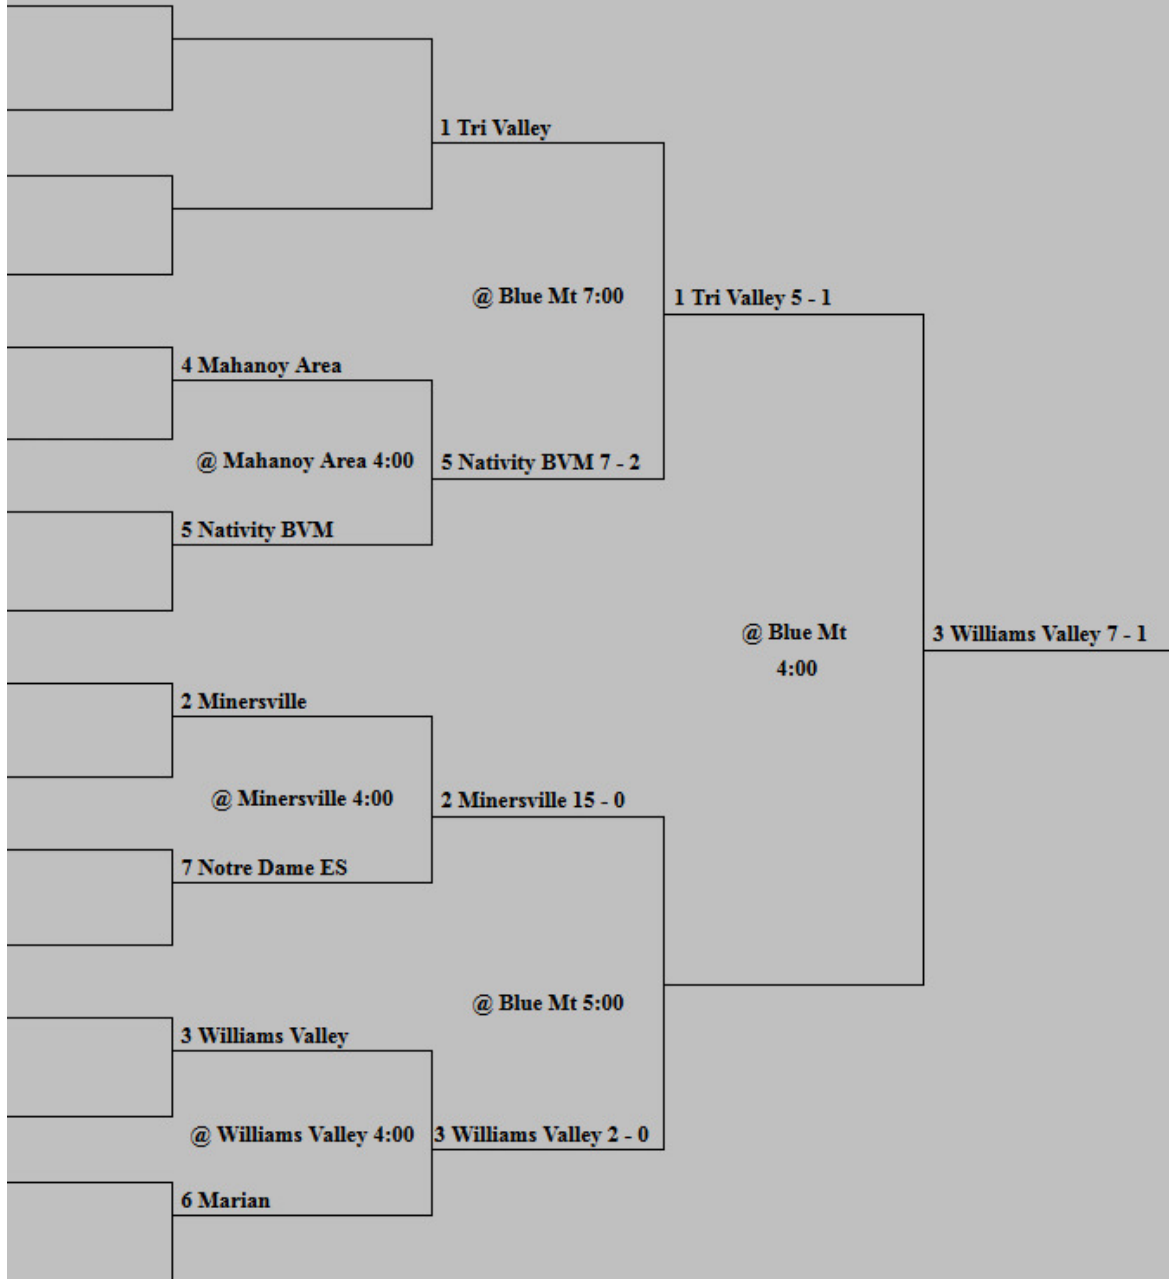 1 Tri Valley
@ Blue Mt 7:00
1 Tri Valley 5 - 1
4 Mahanoy Area
@ Mahanoy Area 4:00
5 Nativity BVM 7 - 2
5 Nativity BVM
@ Blue Mt
4:00
3 Williams Valley 7 - 1
2 Minersville
@ Minersville 4:00
2 Minersville 15 - 0
7 Notre Dame ES
@ Blue Mt 5:00
3 Williams Valley
@ Williams Valley 4:00
3 Williams Valley 2 - 0
6 Marian